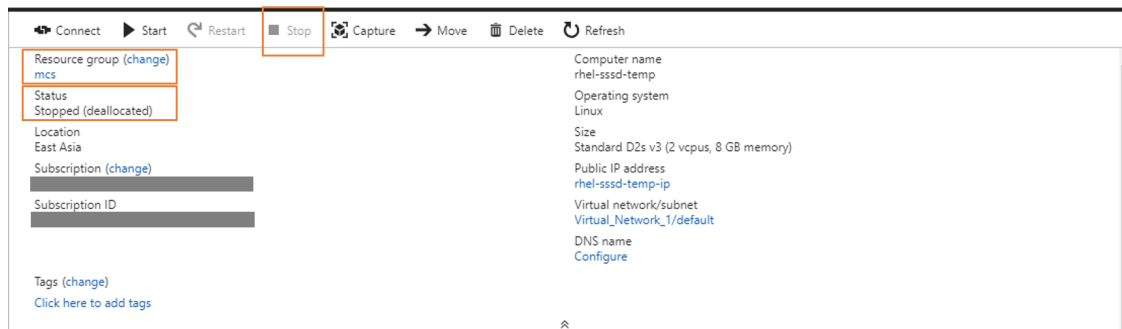 Connect Start Restart Stop Capture Move Delete Refresh
Resource group (change)
mcs
Status
Stopped (deallocated)
Location
East Asia
Subscription (change)
Subscription ID
Tags (change)
Click here to add tags
Computer name
rhel-sssd-temp
Operating system
Linux
Size
Standard D2s v3 (2 vcpus, 8 GB memory)
Public IP address
rhel-sssd-temp-ip
Virtual network/subnet
Virtual_Network_1/default
DNS name
Configure